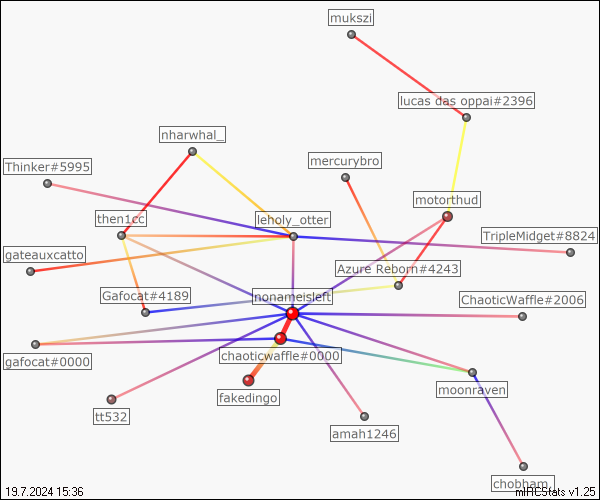 mukszi
lucas das oppai#2396
nharwhal_
mercurybro
Thinker#5995
motorthud
then1cc
leholy_otter
TripleMidget#8824
gateauxcatto
Azure Reborn#4243
Gafocat#4189
nonameisleft
ChaoticWaffle#2006
gafocat#0000
chaoticwaffle#0000
moonraven
fakedingo
tt532
amah1246
chobham_
19.7.2024 15:36
mIRCStats v1.25